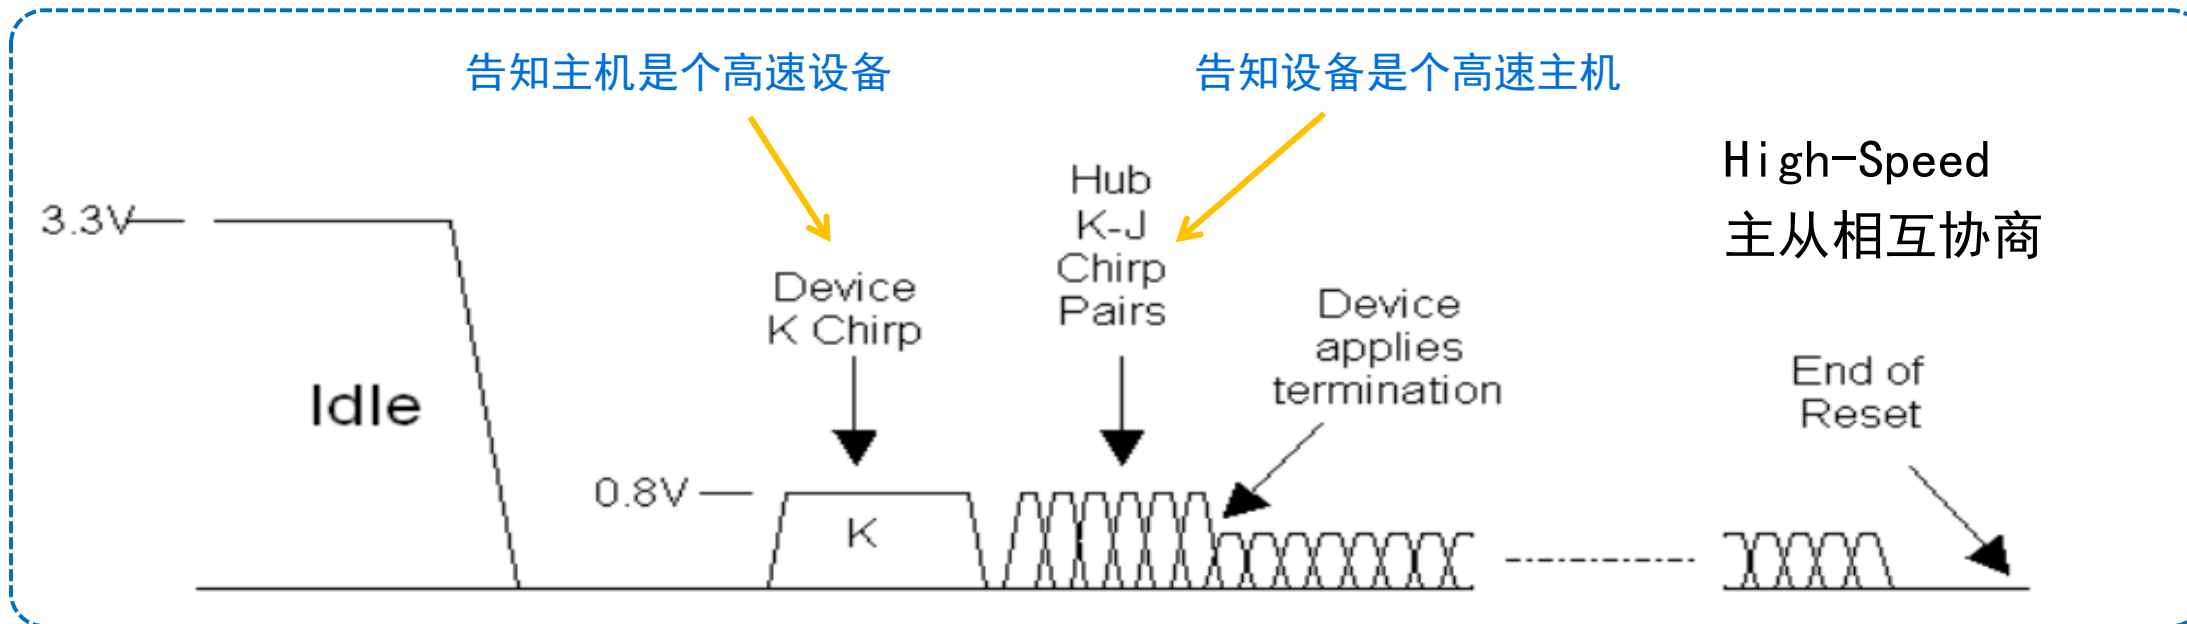 告知主机是个高速设备
告知设备是个高速主机
High-Speed
主从相互协商
3.3V
Idle
Device
K Chirp
Hub
K-J
Chirp
Pairs
Device
applies
termination
End of
Reset
0.8V
K